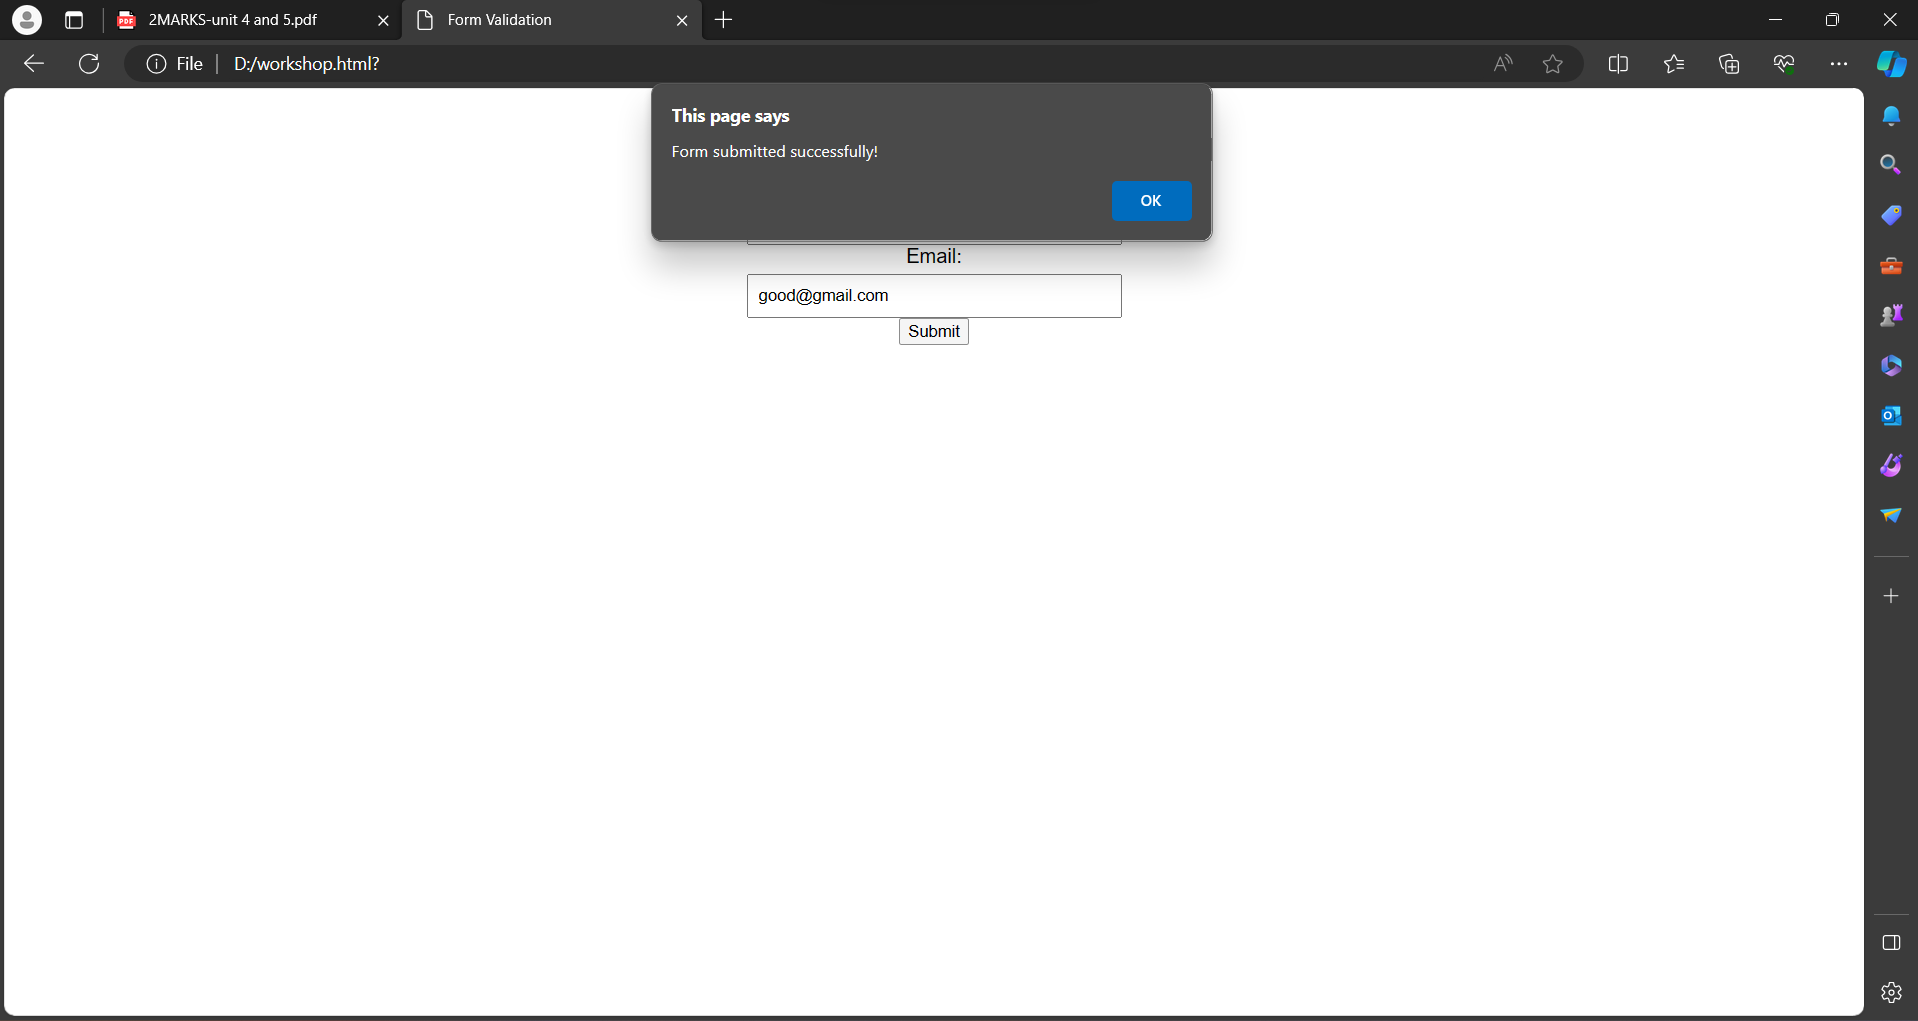 2MARKS-unit 4 and 5.pdf
Form Validation
File
D:/workshop.html?
This page says
Form submitted successfully!
OK
Email:
good@gmail.com
Submit